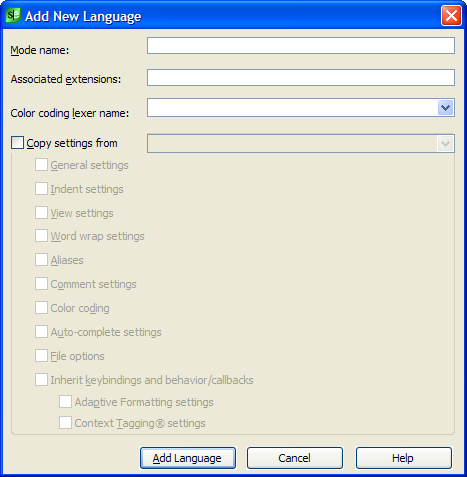 Add New Language
Mode name:
Associated extensions:
Color coding lexer name:
Copy settings from
General settings
Indent settings
View settings
Word wrap settings
Aliases
Comment settings
Color coding
Auto-complete settings
File options
Inherit keybindings and behavior/callbacks
Adaptive Formatting settings
Context Tagging® settings
Add Language Cancel Help